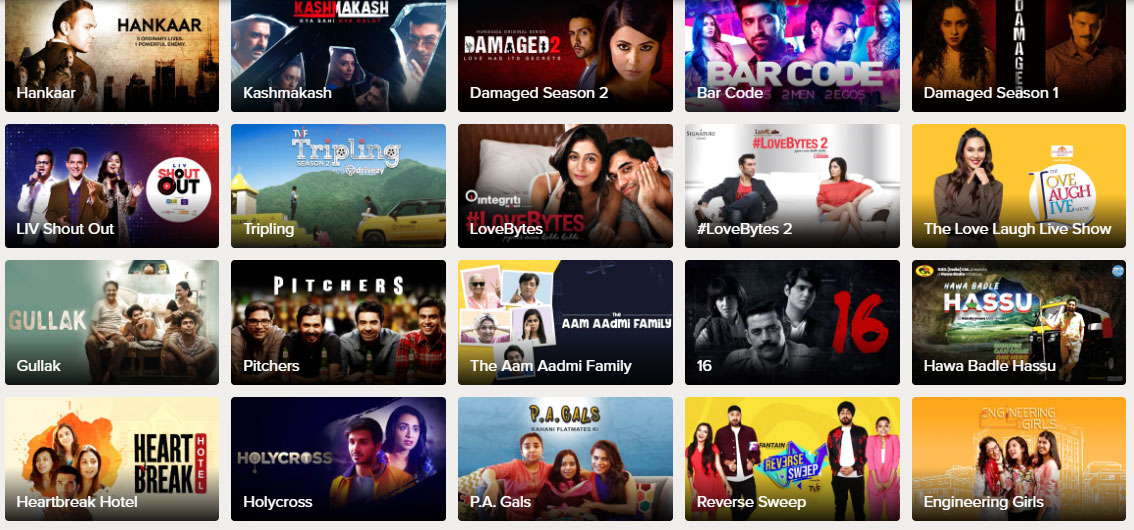 HANKAAR
5 ORDINARY LIVES.
1 POWERFUL ENEMY.
Hankaar
KASHMAKASH
KYA SAHI KYA GALAT
Kashmakash
HUNGAMA ORIGINAL SERIES
DAMAGED 2
LOVE HAS ITS SECRETS
Damaged Season 2
BAR CODE
2 MEN 2 EGOS
Bar Code
DAMAGE
Damaged Season 1
LIV
SHOUT
OUT
LIV Shout Out
TVF
Tripling
SEASON 2
drivezy
Tripling
integriti
#LOVEBYTES
LoveBytes
SIGNATURE
#LOVEBYTES 2
#LoveBytes 2
THE
LOVE
LAUGH
LIVE
SHOW
The Love Laugh Live Show
GULLAK
Gullak
PITCHERS
Pitchers
The
AAM AADMI FAMILY
The Aam Aadmi Family
16
16
HAWA BADLE
HASSU
Hawa Badle Hassu
HEART
BREAK
HOTEL
Heartbreak Hotel
HOLYCROSS
Holycross
P.A. GALS
KAHANI FLATMATES KI
P.A. Gals
FANTAIN
REVERSE
SWEEP
TVF
Reverse Sweep
ENGINEERING
GIRLS
Engineering Girls